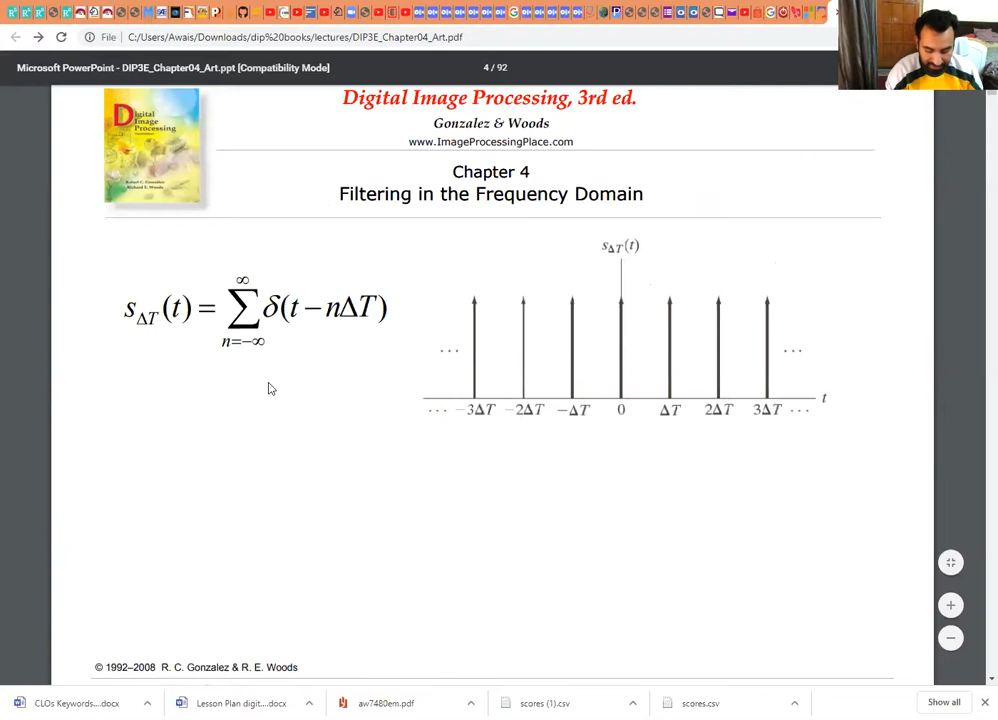 File
C:/Users/Awais/Downloads/dip%20books/lectures/DIP3E_Chapter04_Art.pdf
Microsoft PowerPoint - DIP3E_Chapter04_Art.ppt [Compatibility Mode]
4 / 92
Digital
Image
Processing
Digital Image Processing, 3rd ed.
Gonzalez & Woods
www.ImageProcessingPlace.com
Chapter 4
Filtering in the Frequency Domain
s_ΔT(t) = ∑_{n=−∞}^{∞} δ(t − nΔT)
s_ΔT(t)
··· ···
··· −3ΔT −2ΔT −ΔT 0 ΔT 2ΔT 3ΔT ··· t
© 1992–2008 R. C. Gonzalez & R. E. Woods
CLOs Keywords....docx
Lesson Plan digit....docx
aw7480em.pdf
scores (1).csv
scores.csv
Show all